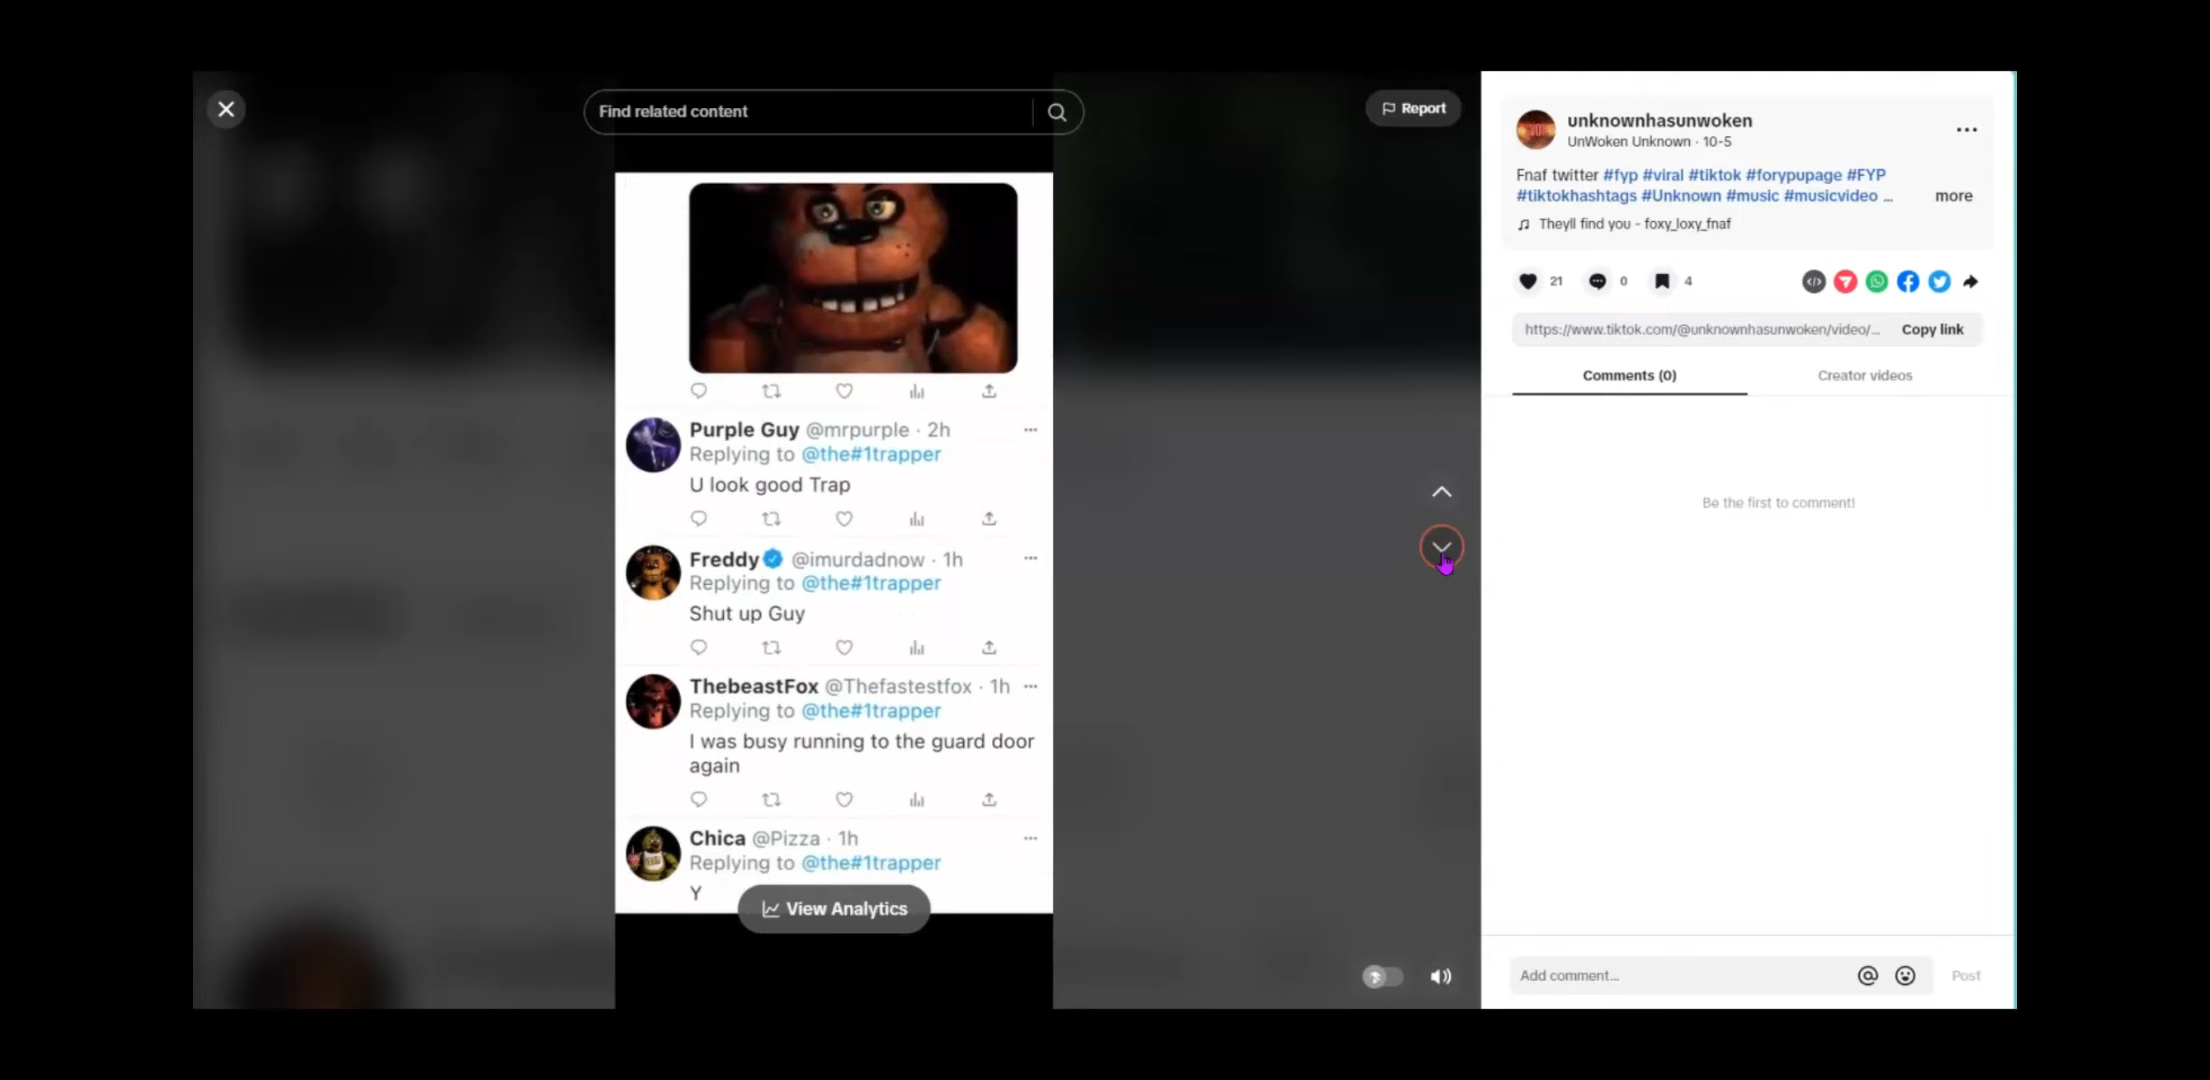 Find related content
Report
Purple Guy @mrpurple · 2h
Replying to @the#1trapper
U look good Trap
Freddy @imurdadnow · 1h
Replying to @the#1trapper
Shut up Guy
ThebeastFox @Thefastestfox · 1h
Replying to @the#1trapper
I was busy running to the guard door
again
Chica @Pizza · 1h
Replying to @the#1trapper
Y
View Analytics
unknownhasunwoken
UnWoken Unknown · 10-5
Fnaf twitter #fyp #viral #tiktok #forypupage #FYP
#tiktokhashtags #Unknown #music #musicvideo ... more
Theyll find you - foxy_loxy_fnaf
21 0 4
https://www.tiktok.com/@unknownhasunwoken/video/... Copy link
Comments (0) Creator videos
Be the first to comment!
Add comment... Post